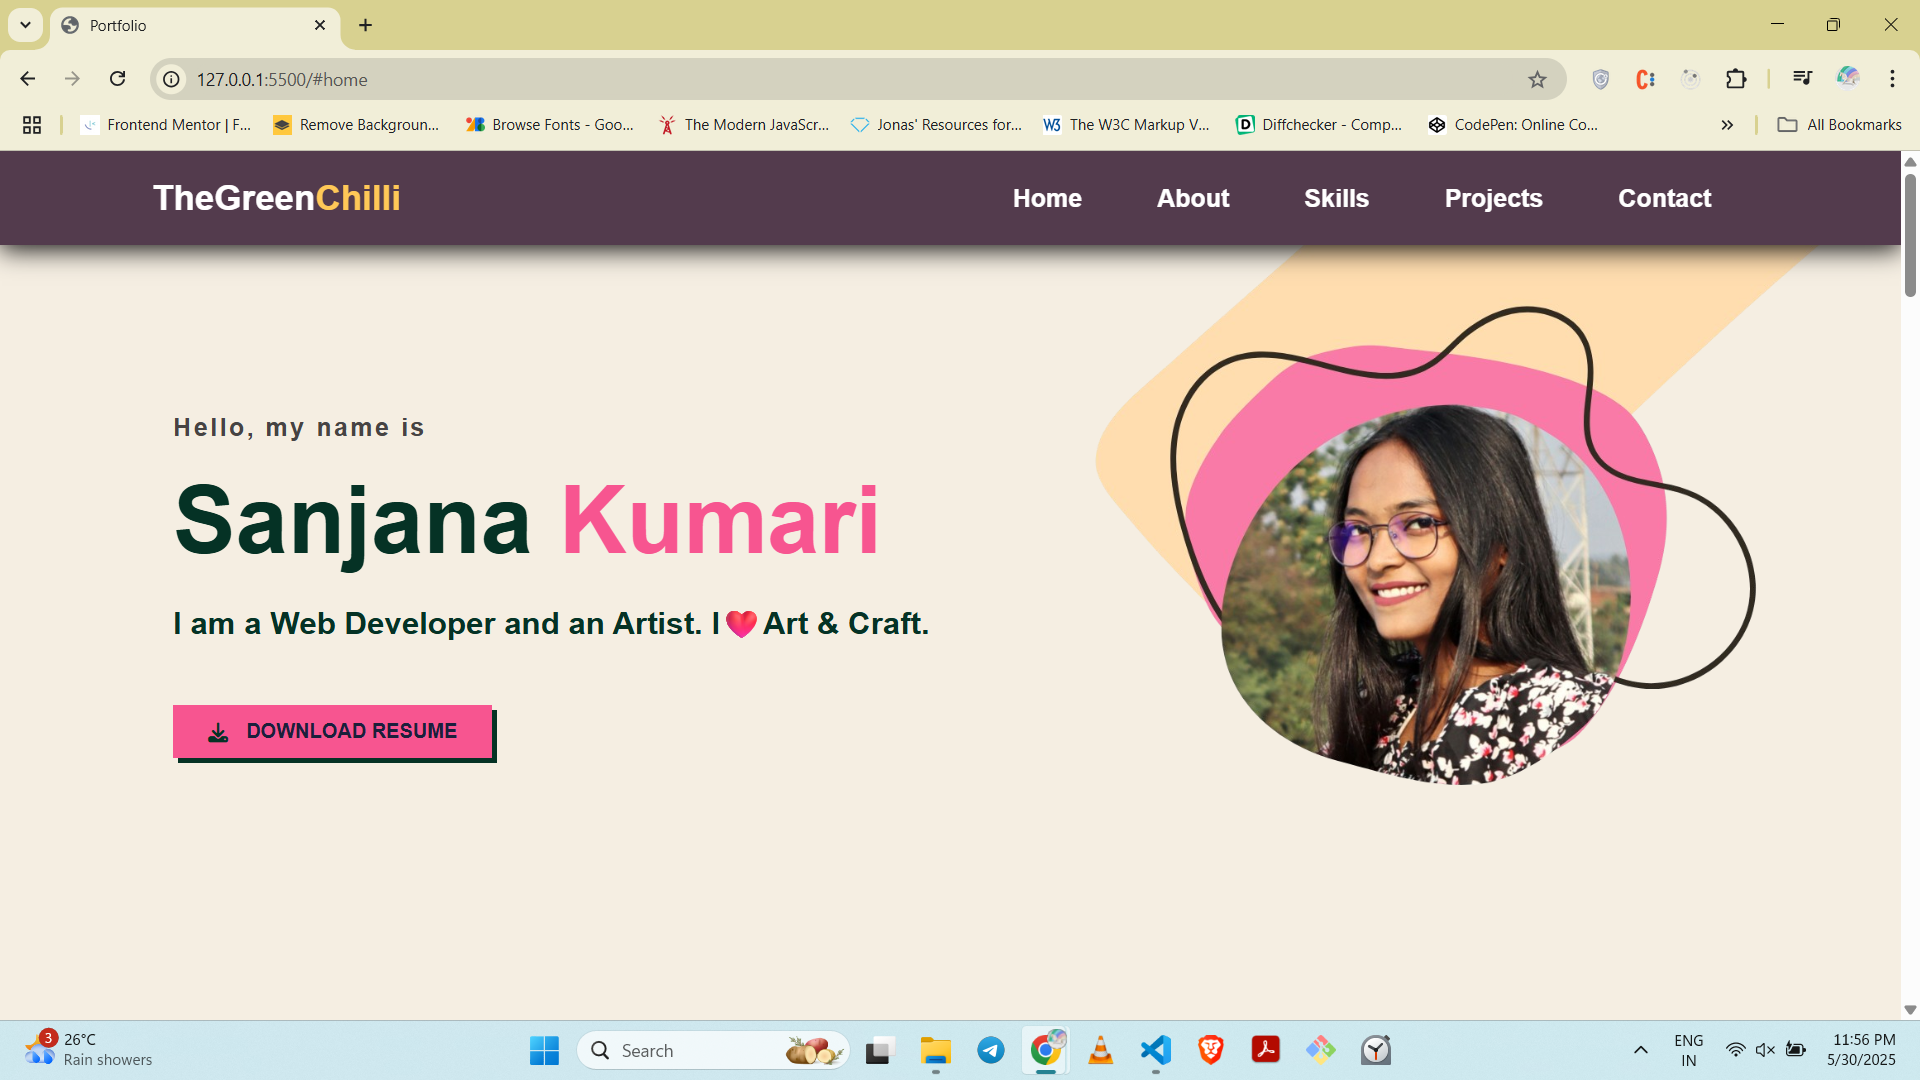 Portfolio
127.0.0.1:5500/#home
Frontend Mentor | F... Remove Backgroun... Browse Fonts - Goo... The Modern JavaScr... Jonas' Resources for... W3 The W3C Markup V... D Diffchecker - Comp... CodePen: Online Co... All Bookmarks
TheGreenChilli Home About Skills Projects Contact
Hello, my name is
Sanjana Kumari
I am a Web Developer and an Artist. I ❤️ Art & Craft.
DOWNLOAD RESUME
3 26°C
Rain showers
Search
ENG
IN
11:56 PM
5/30/2025